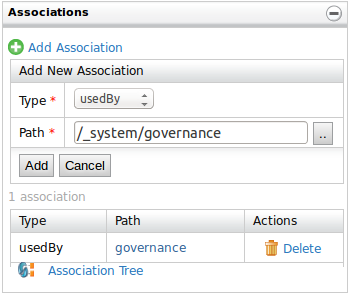 Associations
Add Association
Add New Association
Type * usedBy
Path * /_system/governance ..
Add Cancel
1 association
Type Path Actions
usedBy governance Delete
Association Tree